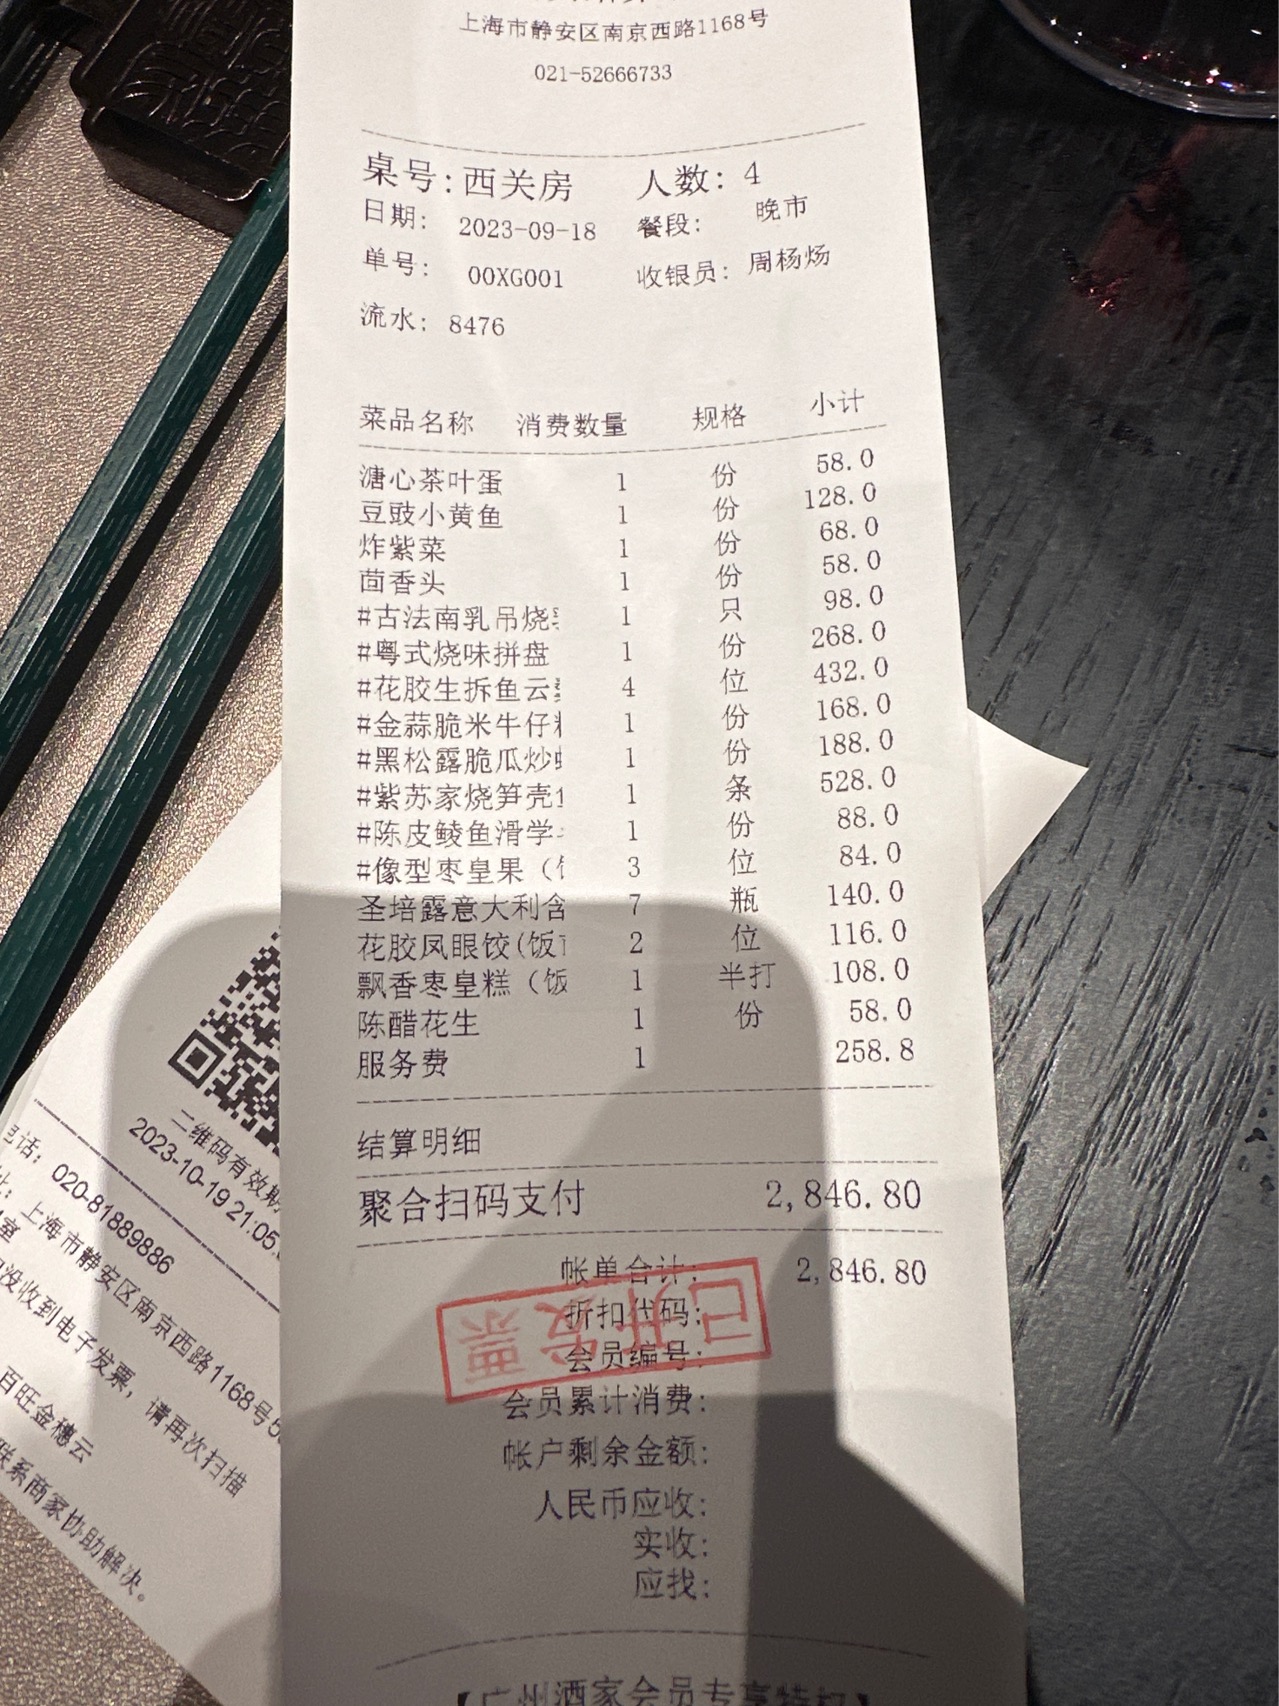 上海市静安区南京西路1168号
021-52666733
桌号:西关房 人数: 4
日期: 2023-09-18 餐段: 晚市
单号: 00XG001 收银员: 周杨炀
流水: 8476
菜品名称 消费数量 规格 小计
溏心茶叶蛋 1 份 58.0
豆豉小黄鱼 1 份 128.0
炸紫菜 1 份 68.0
茴香头 1 份 58.0
#古法南乳吊烧 1 只 98.0
#粤式烧味拼盘 1 份 268.0
#花胶生拆鱼云 4 位 432.0
#金蒜脆米牛仔 1 份 168.0
#黑松露脆瓜炒 1 份 188.0
#紫苏家烧笋壳 1 条 528.0
#陈皮鲮鱼滑学 1 份 88.0
#像型枣皇果（ 3 位 84.0
圣培露意大利含 7 瓶 140.0
花胶凤眼饺(饭 2 位 116.0
飘香枣皇糕（饭 1 半打 108.0
陈醋花生 1 份 58.0
服务费 1 258.8
结算明细
聚合扫码支付 2,846.80
帐单合计: 2,846.80
折扣代码:
会员编号:
已开发票
会员累计消费:
帐户剩余金额:
人民币应收:
实收:
应找:
【广州酒家会员专享特权】
二维码有效期
2023-10-19 21:05
话: 020-81889886
: 上海市静安区南京西路1168号5
室
没收到电子发票，请再次扫描
百旺金穗云
联系商家协助解决。